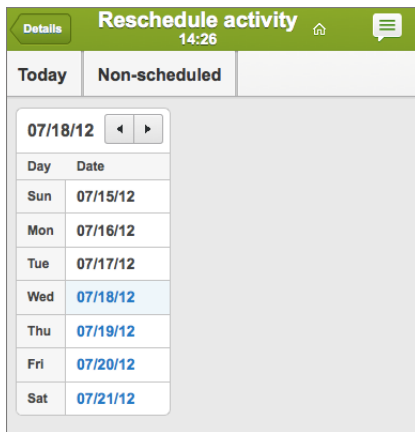 Details
Reschedule activity
14:26
Today Non-scheduled
07/18/12
Day Date
Sun 07/15/12
Mon 07/16/12
Tue 07/17/12
Wed 07/18/12
Thu 07/19/12
Fri 07/20/12
Sat 07/21/12